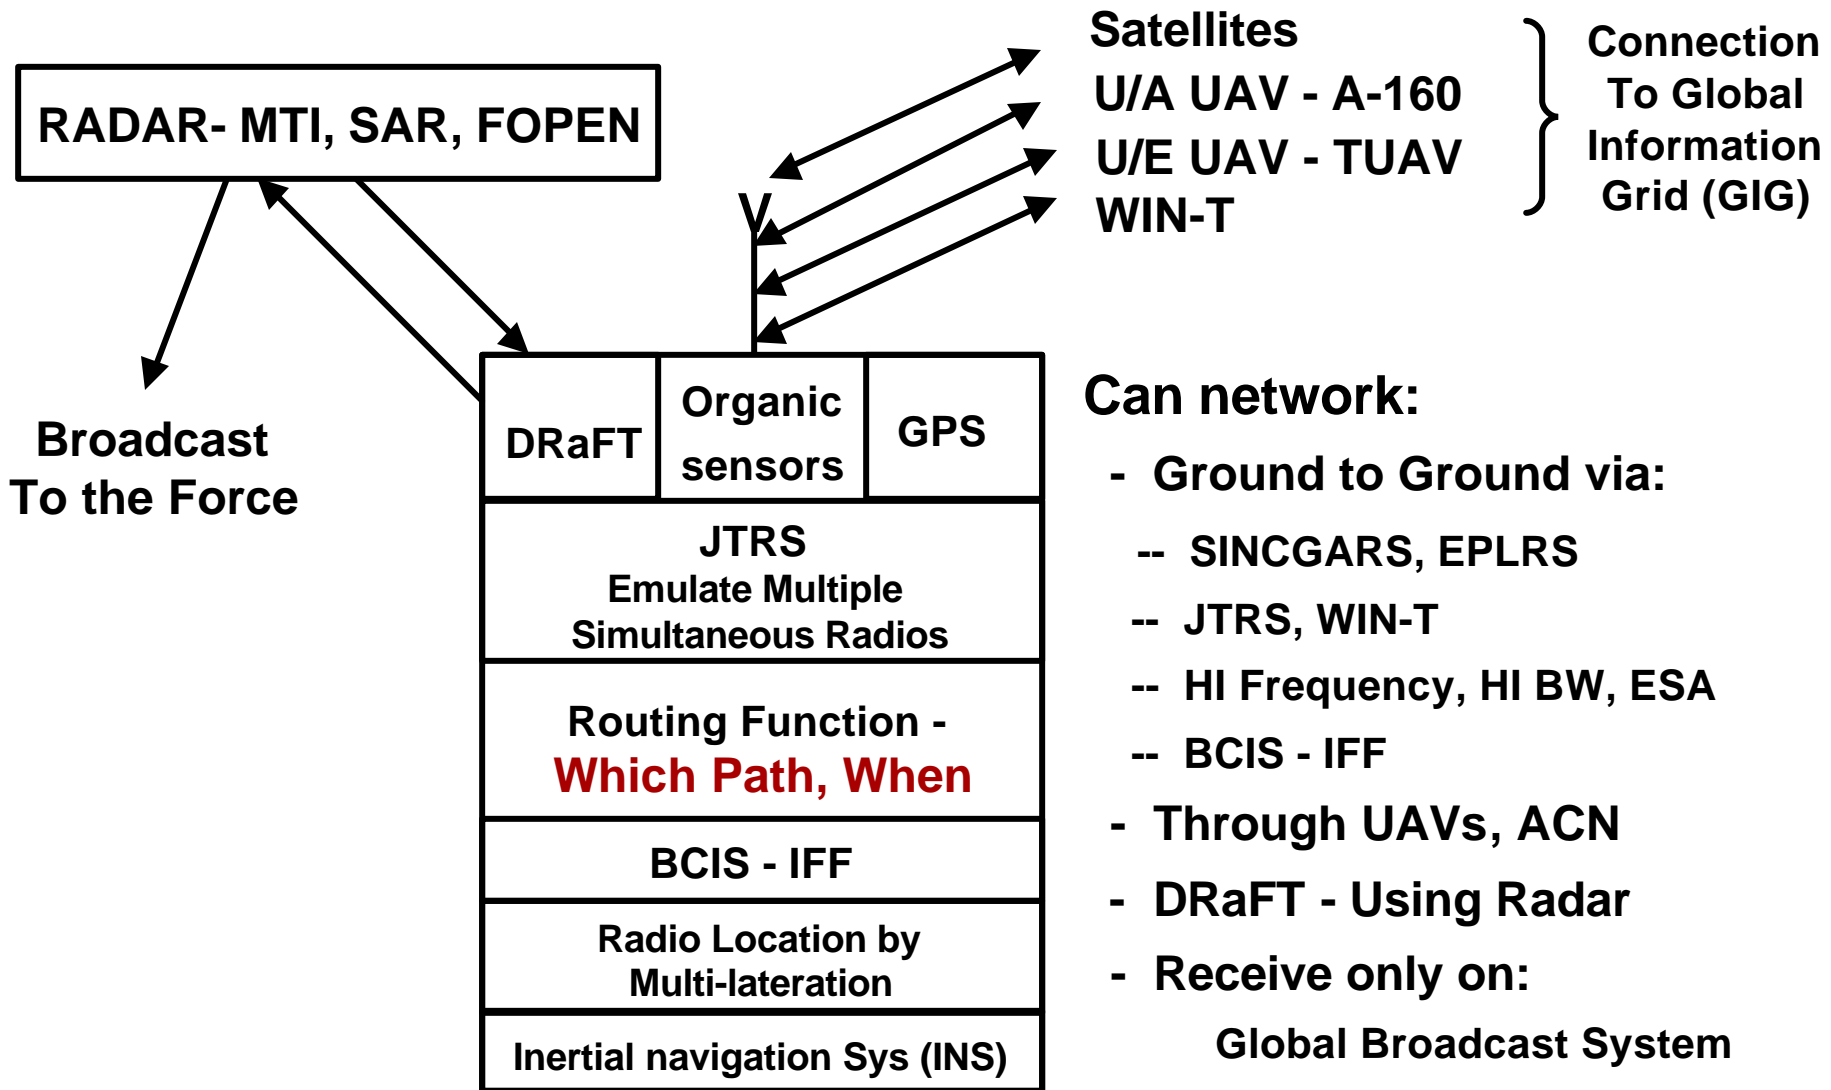 Satellites
U/A UAV - A-160
U/E UAV - TUAV
WIN-T
Connection
To Global
Information
Grid (GIG)
RADAR- MTI, SAR, FOPEN
Broadcast
To the Force
DRaFT
Organic
sensors
GPS
JTRS
Emulate Multiple
Simultaneous Radios
Routing Function -
Which Path, When
BCIS - IFF
Radio Location by
Multi-lateration
Inertial navigation Sys (INS)
Can network:
- Ground to Ground via:
-- SINCGARS, EPLRS
-- JTRS, WIN-T
-- HI Frequency, HI BW, ESA
-- BCIS - IFF
- Through UAVs, ACN
- DRaFT - Using Radar
- Receive only on:
Global Broadcast System